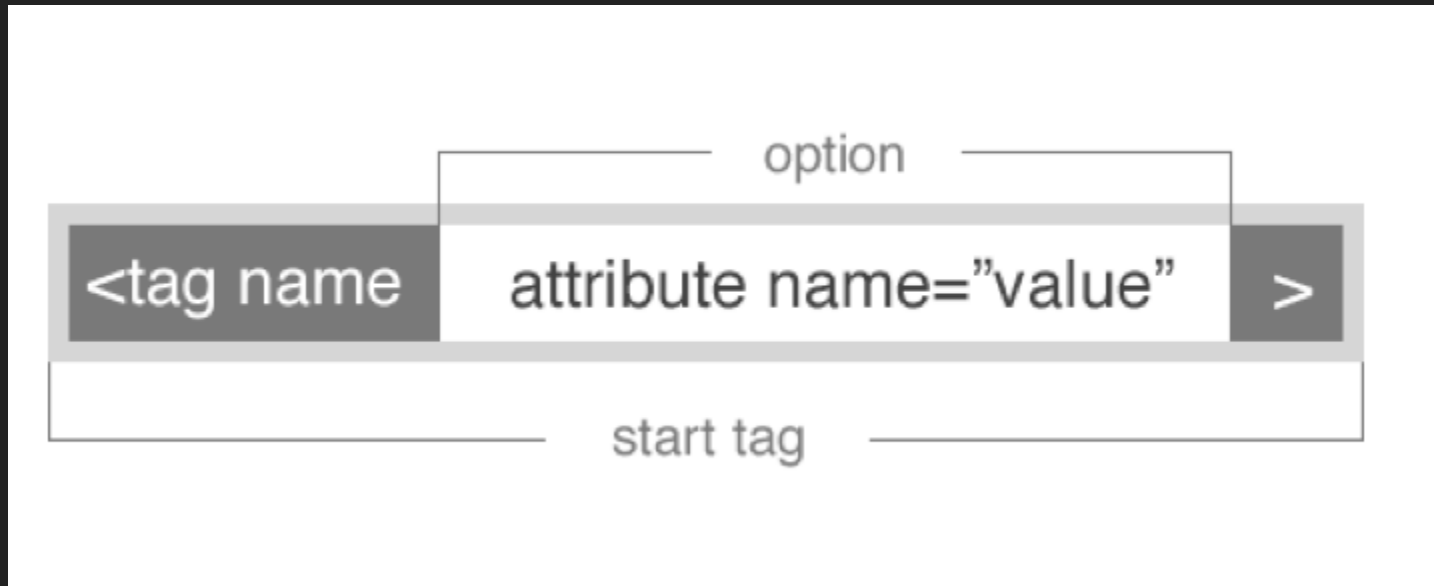 option
<tag name attribute name=”value” >
start tag